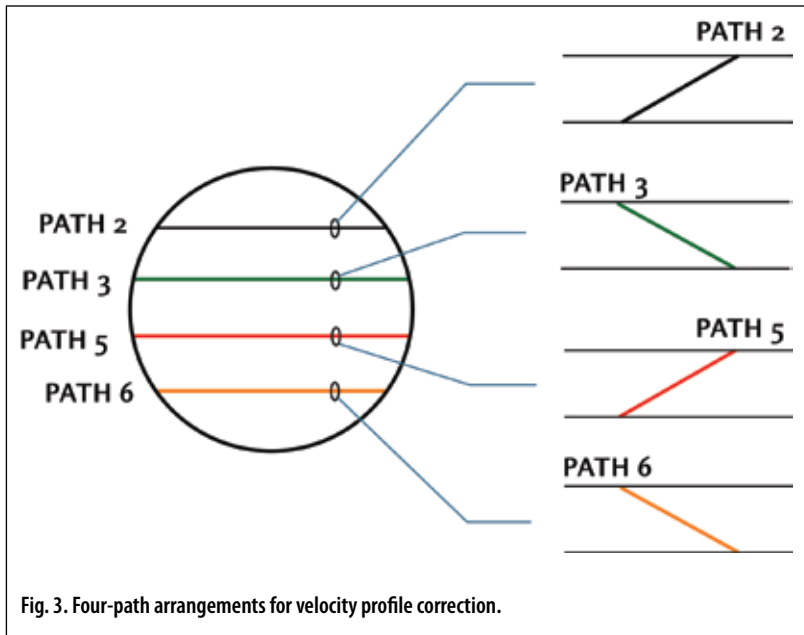 PATH 2
PATH 3
PATH 5
PATH 6
PATH 2
PATH 3
PATH 5
PATH 6
Fig. 3. Four-path arrangements for velocity profile correction.